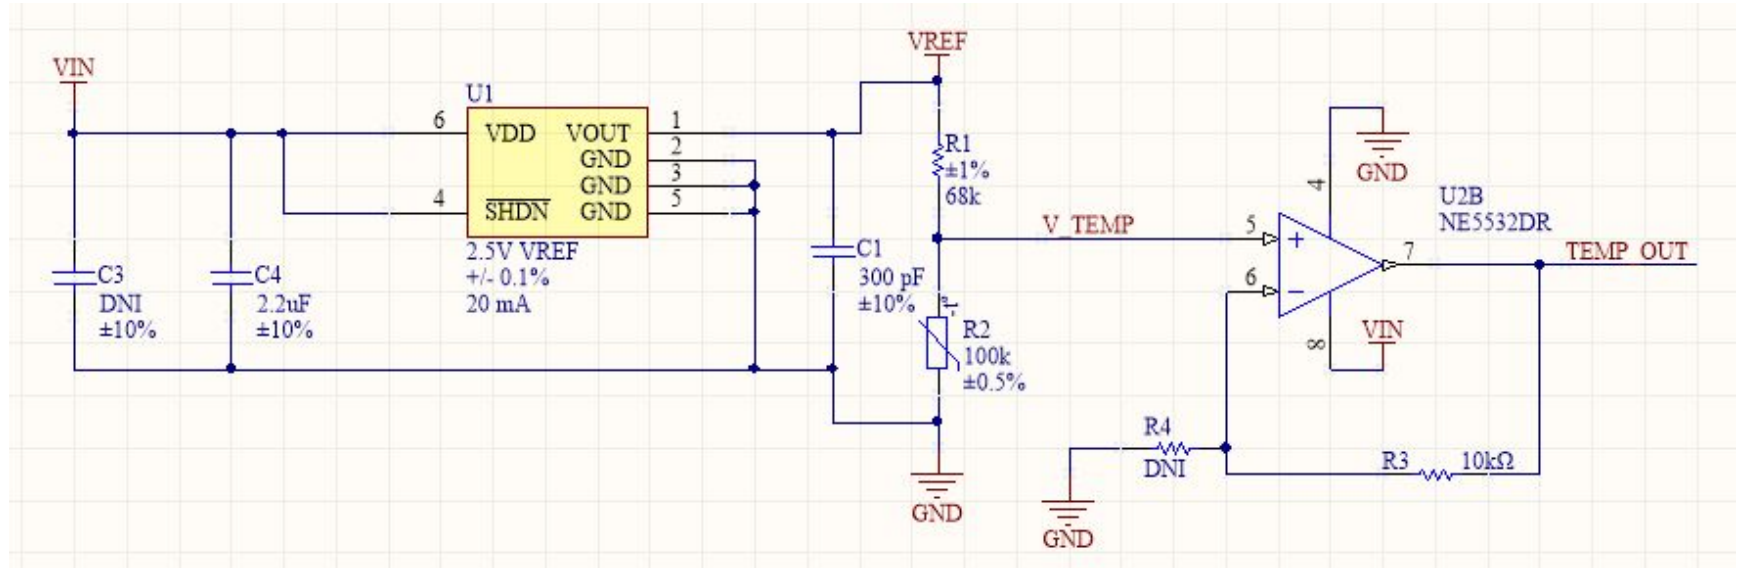 VIN
C3
DNI
±10%
C4
2.2uF
±10%
U1
6
VDD
VOUT
1
GND
2
GND
3
4
SHDN
GND
5
2.5V VREF
+/- 0.1%
20 mA
VREF
R1
±1%
68k
C1
300 pF
±10%
-t°
R2
100k
±0.5%
GND
V_TEMP
5
6
4
GND
U2B
NE5532DR
7
TEMP_OUT
8
VIN
R4
DNI
GND
R3
10kΩ